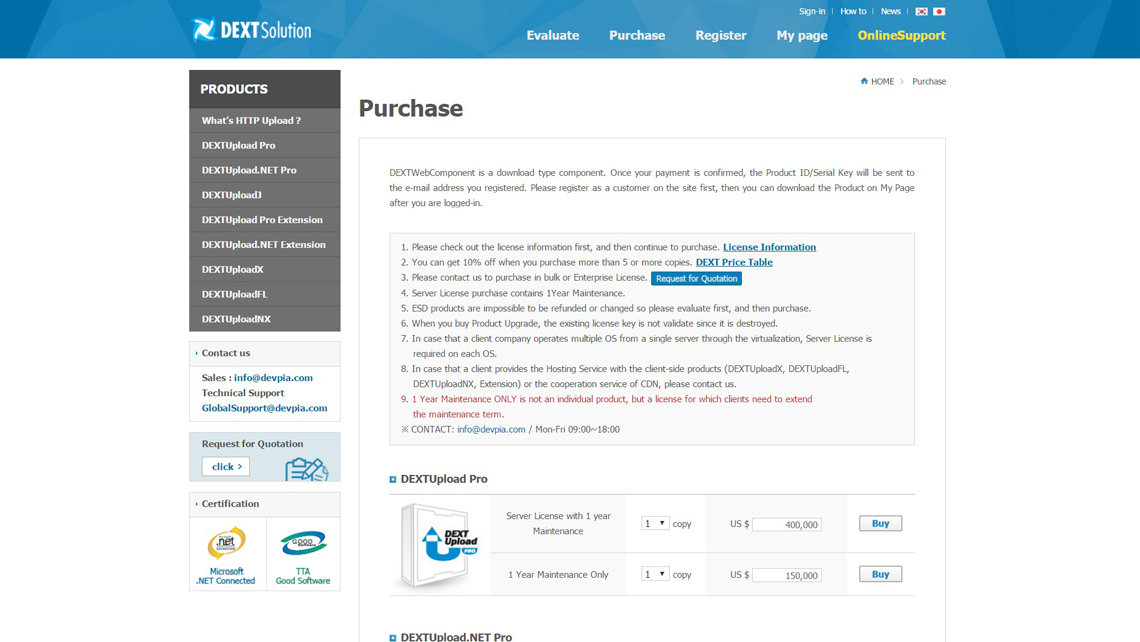 Sign-in | How to | News |
DEXTSolution
Evaluate Purchase Register My page OnlineSupport
HOME > Purchase
PRODUCTS
What's HTTP Upload ?
DEXTUpload Pro
DEXTUpload.NET Pro
DEXTUploadJ
DEXTUpload Pro Extension
DEXTUpload.NET Extension
DEXTUploadX
DEXTUploadFL
DEXTUploadNX
Contact us
Sales : info@devpia.com
Technical Support
GlobalSupport@devpia.com
Request for Quotation
click >
Certification
.net
Microsoft
.NET Connected
GOOD
Software
TTA
Good Software
Purchase
DEXTWebComponent is a download type component. Once your payment is confirmed, the Product ID/Serial Key will be sent to
the e-mail address you registered. Please register as a customer on the site first, then you can download the Product on My Page
after you are logged-in.
1. Please check out the license information first, and then continue to purchase. License Information
2. You can get 10% off when you purchase more than 5 or more copies. DEXT Price Table
3. Please contact us to purchase in bulk or Enterprise License. Request for Quotation
4. Server License purchase contains 1Year Maintenance.
5. ESD products are impossible to be refunded or changed so please evaluate first, and then purchase.
6. When you buy Product Upgrade, the existing license key is not validate since it is destroyed.
7. In case that a client company operates multiple OS from a single server through the virtualization, Server License is
required on each OS.
8. In case that a client provides the Hosting Service with the client-side products (DEXTUploadX, DEXTUploadFL,
DEXTUploadNX, Extension) or the cooperation service of CDN, please contact us.
9. 1 Year Maintenance ONLY is not an individual product, but a license for which clients need to extend
the maintenance term.
※ CONTACT: info@devpia.com / Mon-Fri 09:00~18:00
DEXTUpload Pro
DEXT
Upload
PRO
Server License with 1 year
Maintenance
1 copy US $ 400,000 Buy
1 Year Maintenance Only 1 copy US $ 150,000 Buy
DEXTUpload.NET Pro